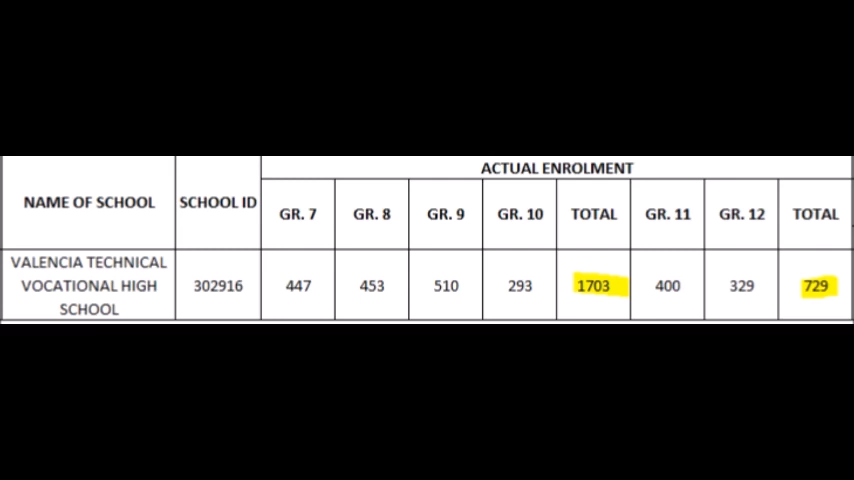 ACTUAL ENROLMENT
NAME OF SCHOOL SCHOOL ID GR. 7 GR. 8 GR. 9 GR. 10 TOTAL GR. 11 GR. 12 TOTAL
VALENCIA TECHNICAL
VOCATIONAL HIGH 302916 447 453 510 293 1703 400 329 729
SCHOOL